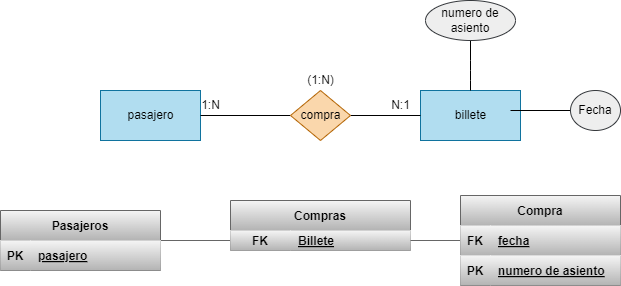 numero de
asiento
(1:N)
pasajero
1:N
compra
N:1
billete
Fecha
Pasajeros
PK pasajero
Compras
FK Billete
Compra
FK fecha
PK numero de asiento